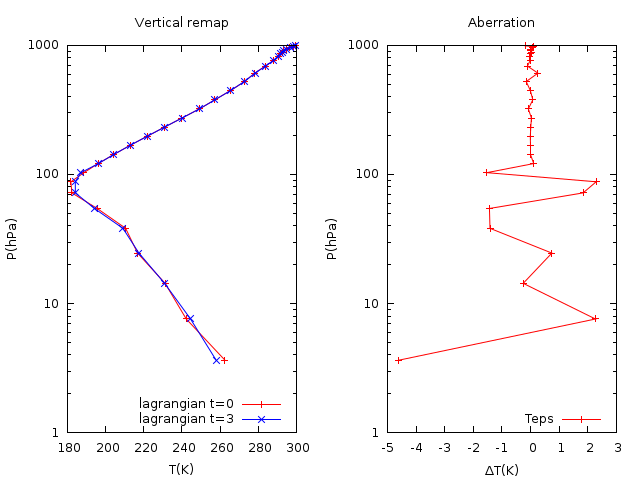 Vertical remap
1000
100
10
1
P(hPa)
lagrangian t=0
lagrangian t=3
180 200 220 240 260 280 300
T(K)
Aberration
1000
100
10
1
P(hPa)
Teps
-5 -4 -3 -2 -1 0 1 2 3
ΔT(K)